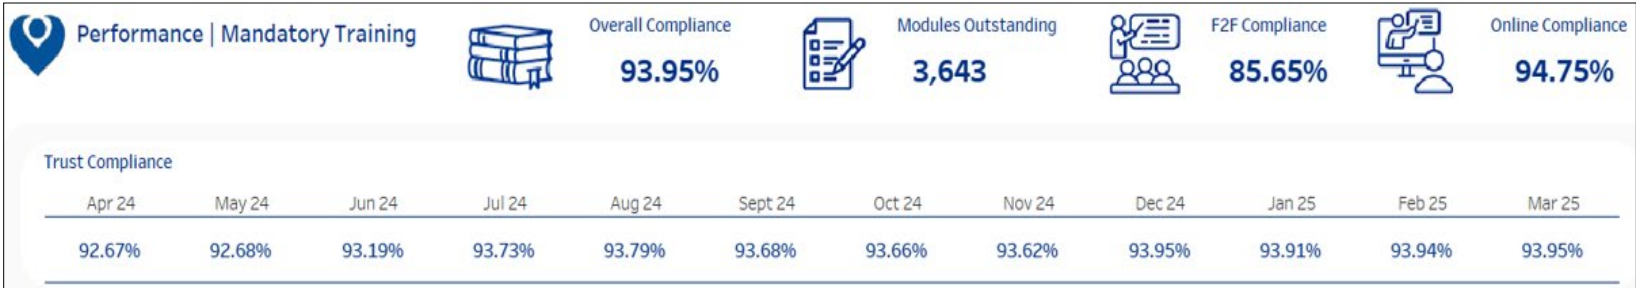 Performance | Mandatory Training
Overall Compliance
93.95%
Modules Outstanding
3,643
F2F Compliance
85.65%
Online Compliance
94.75%
Trust Compliance
Apr 24 May 24 Jun 24 Jul 24 Aug 24 Sept 24 Oct 24 Nov 24 Dec 24 Jan 25 Feb 25 Mar 25
92.67% 92.68% 93.19% 93.73% 93.79% 93.68% 93.66% 93.62% 93.95% 93.91% 93.94% 93.95%